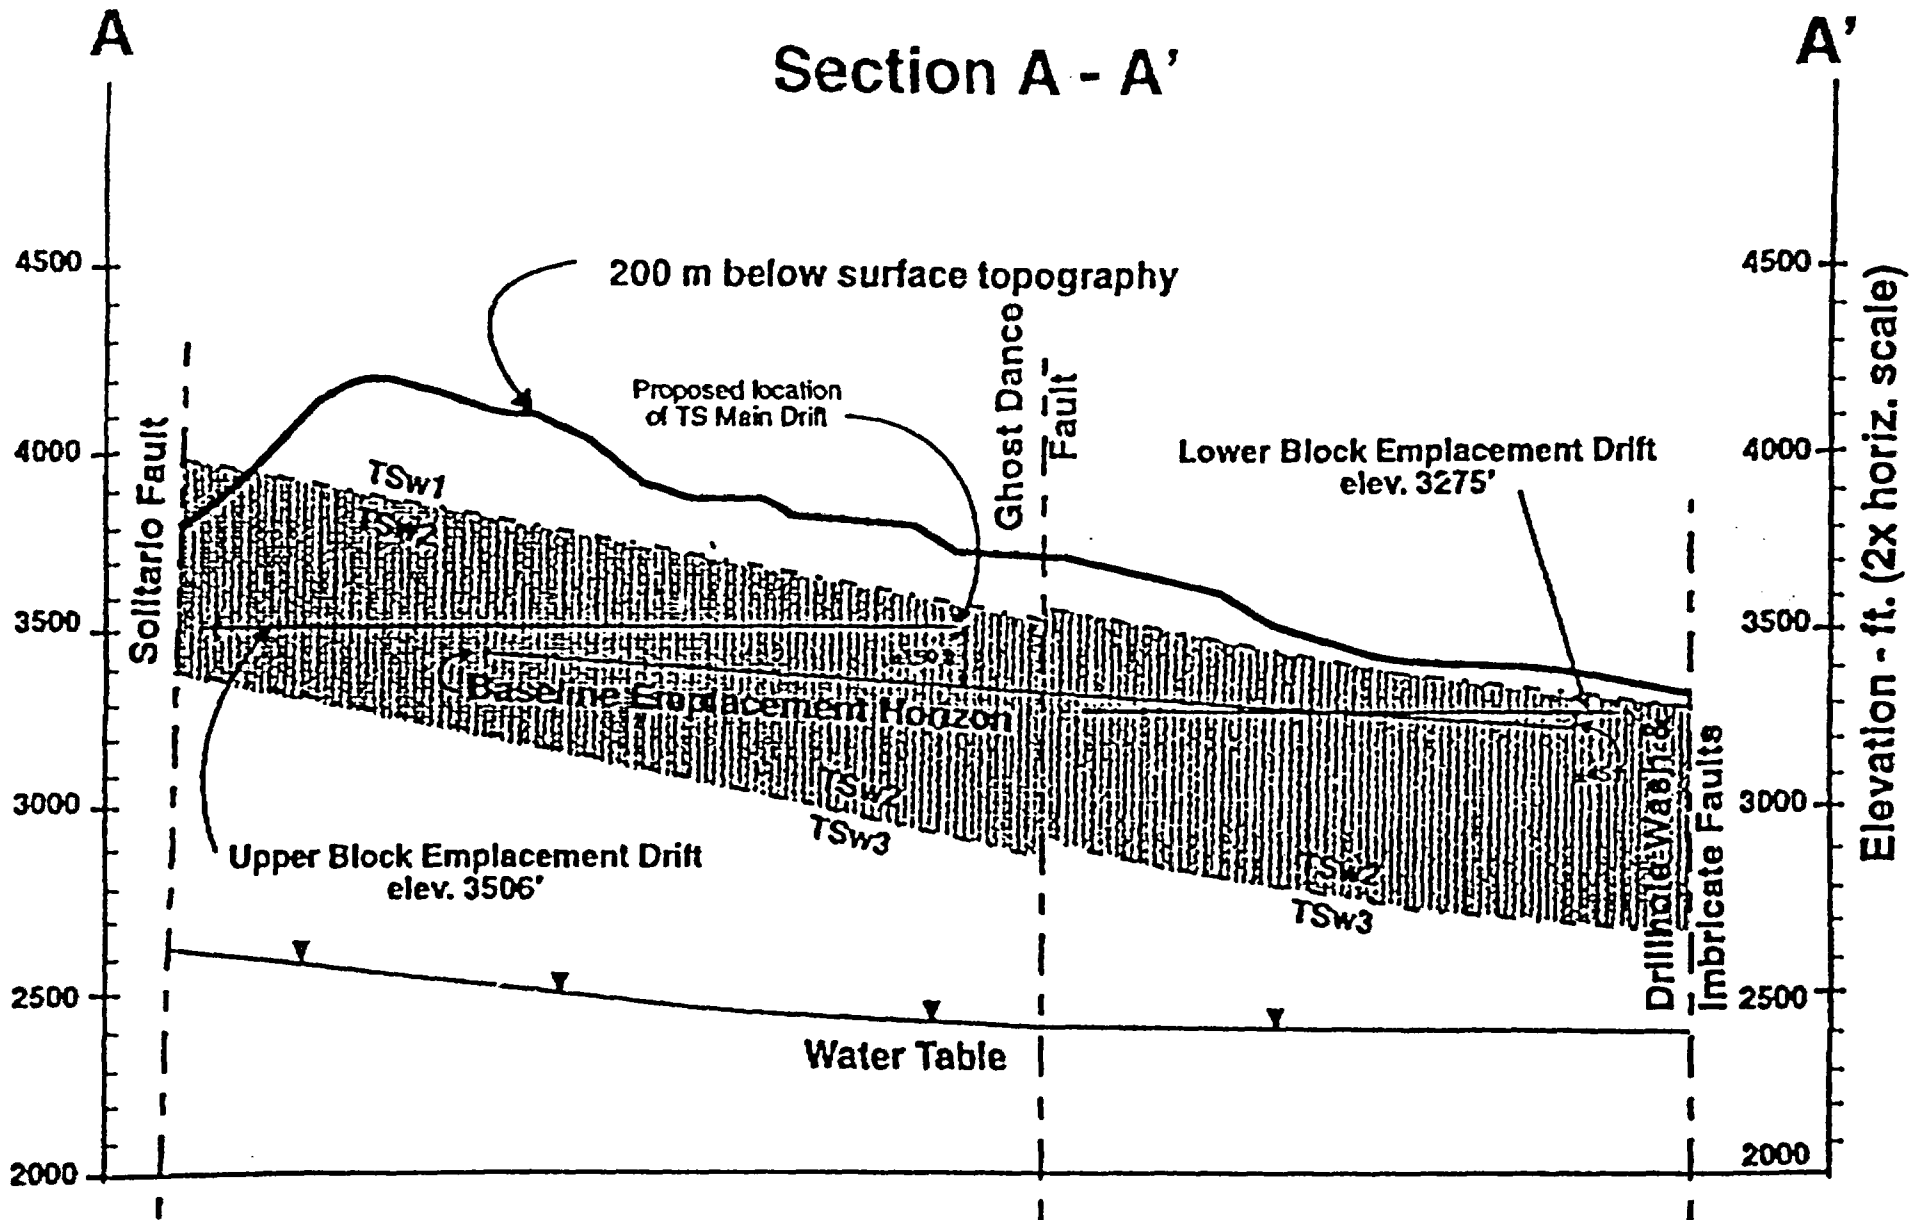 A
A'
Section A - A'
4500
4000
3500
3000
2500
2000
4500
4000
3500
3000
2500
2000
Elevation - ft. (2x horiz. scale)
200 m below surface topography
Proposed location
of TS Main Drift
Ghost Dance
Fault
Lower Block Emplacement Drift
elev. 3275'
Solitario Fault
TSw1
TSw2
Baseline Emplacement Horizon
TSw2
TSw3
Upper Block Emplacement Drift
elev. 3506'
TSw2
TSw3
Drillhole Wash &
Imbricate Faults
Water Table